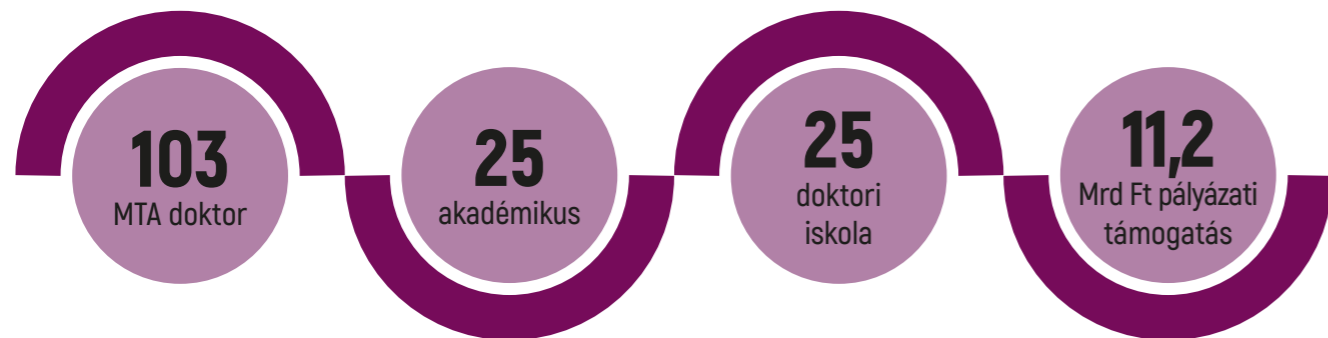 103
MTA doktor
25
akadémikus
25
doktori
iskola
11,2
Mrd Ft pályázati
támogatás